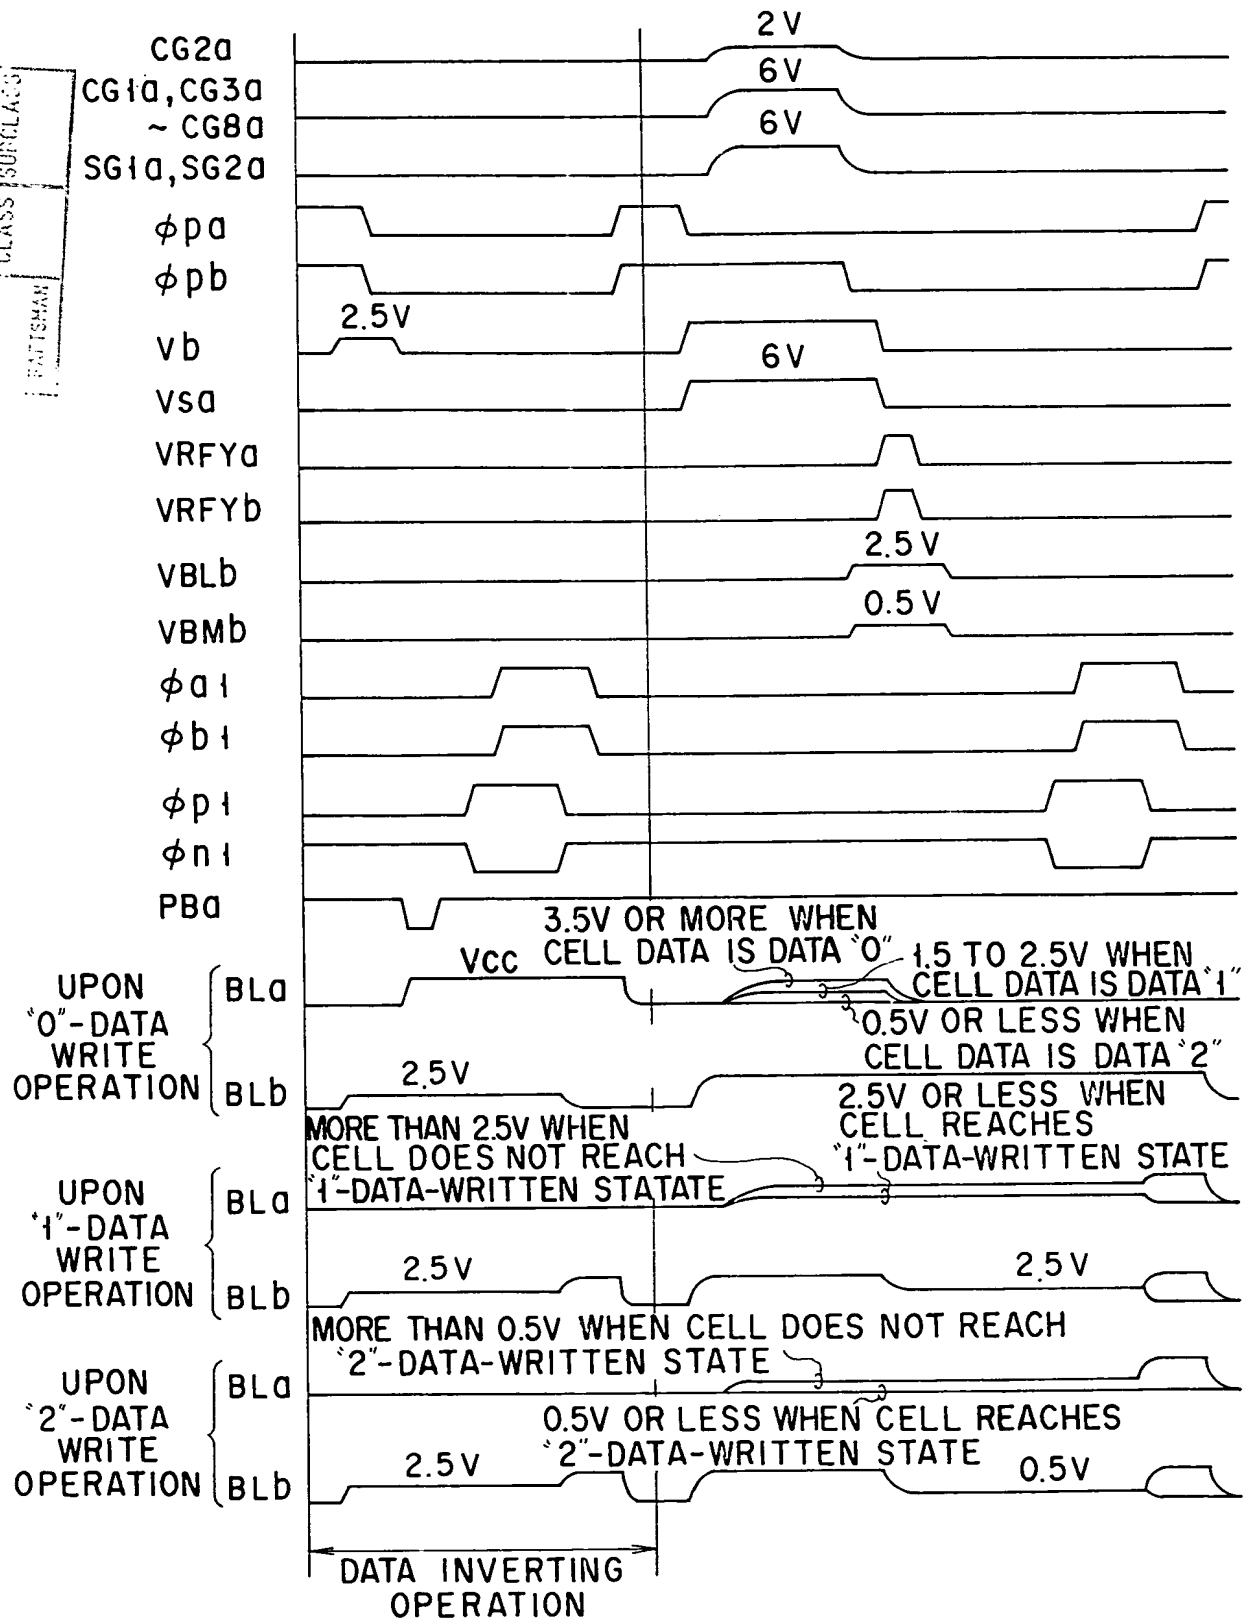 2V
CG2a
CG1a,CG3a
~ CG8a
6V
6V
SG1a,SG2a
φpa
φpb
2.5V
Vb
6V
Vsa
VRFYa
VRFYb
2.5V
VBLb
0.5V
VBMb
φa1
φb1
φp1
φn1
PBa
3.5V OR MORE WHEN
CELL DATA IS DATA "0"
1.5 TO 2.5V WHEN
CELL DATA IS DATA "1"
0.5V OR LESS WHEN
CELL DATA IS DATA "2"
UPON
"0"-DATA
WRITE
OPERATION
BLa
VCC
BLb
2.5V
2.5V OR LESS WHEN
CELL REACHES
"1"-DATA-WRITTEN STATE
MORE THAN 2.5V WHEN
CELL DOES NOT REACH
"1"-DATA-WRITTEN STATATE
UPON
"1"-DATA
WRITE
OPERATION
BLa
BLb
2.5V
2.5V
MORE THAN 0.5V WHEN CELL DOES NOT REACH
"2"-DATA-WRITTEN STATE
UPON
"2"-DATA
WRITE
OPERATION
BLa
0.5V OR LESS WHEN CELL REACHES
"2"-DATA-WRITTEN STATE
BLb
2.5V
0.5V
DATA INVERTING
OPERATION
CLASS SUBCLASS